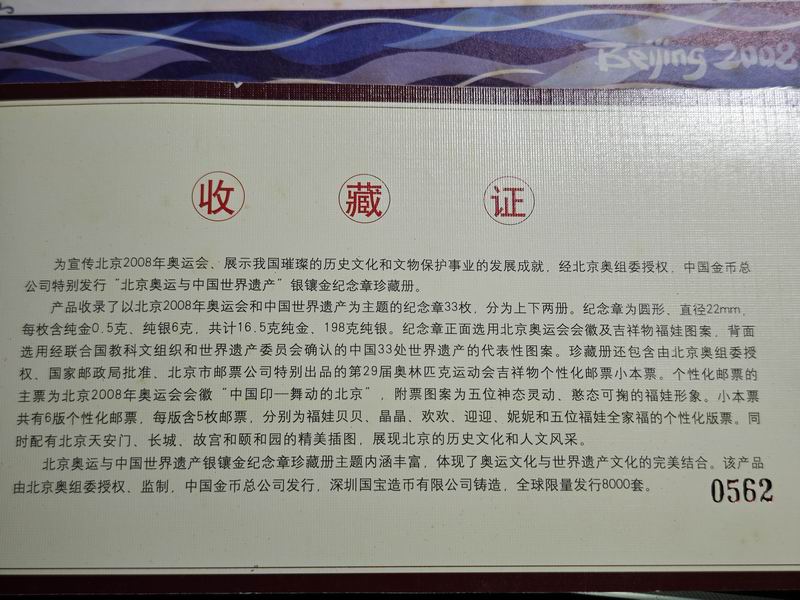 Beijing 2008
收 藏 证
为宣传北京2008年奥运会、展示我国璀璨的历史文化和文物保护事业的发展成就，经北京奥组委授权，中国金币总
公司特别发行“北京奥运与中国世界遗产”银镶金纪念章珍藏册。
产品收录了以北京2008年奥运会和中国世界遗产为主题的纪念章33枚，分为上下两册。纪念章为圆形、直径22mm，
每枚含纯金0.5克、纯银6克，共计16.5克纯金、198克纯银。纪念章正面选用北京奥运会会徽及吉祥物福娃图案，背面
选用经联合国教科文组织和世界遗产委员会确认的中国33处世界遗产的代表性图案。珍藏册还包含由北京奥组委授
权、国家邮政局批准、北京市邮票公司特别出品的第29届奥林匹克运动会吉祥物个性化邮票小本票。个性化邮票的
主票为北京2008年奥运会会徽“中国印—舞动的北京”，附票图案为五位神态灵动、憨态可掬的福娃形象。小本票
共有6版个性化邮票，每版含5枚邮票，分别为福娃贝贝、晶晶、欢欢、迎迎、妮妮和五位福娃全家福的个性化版票。同
时配有北京天安门、长城、故宫和颐和园的精美插图，展现北京的历史文化和人文风采。
北京奥运与中国世界遗产银镶金纪念章珍藏册主题内涵丰富，体现了奥运文化与世界遗产文化的完美结合。该产品
由北京奥组委授权、监制，中国金币总公司发行，深圳国宝造币有限公司铸造，全球限量发行8000套。
0562